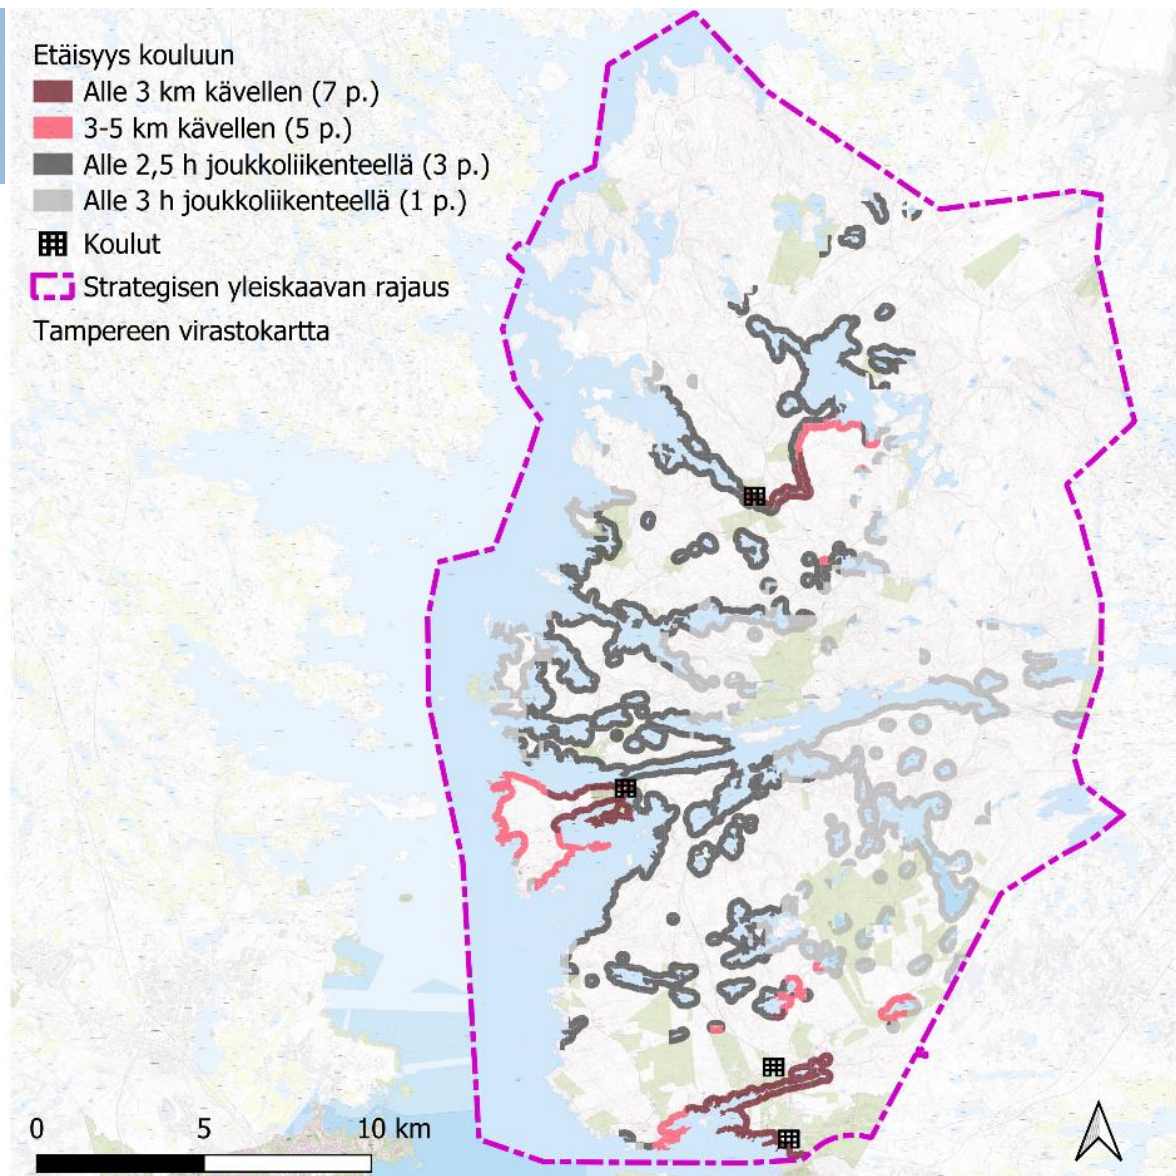 Etäisyys kouluun
Alle 3 km kävellen (7 p.)
3-5 km kävellen (5 p.)
Alle 2,5 h joukkoliikenteellä (3 p.)
Alle 3 h joukkoliikenteellä (1 p.)
Koulut
Strategisen yleiskaavan rajaus
Tampereen virastokartta
0 5 10 km